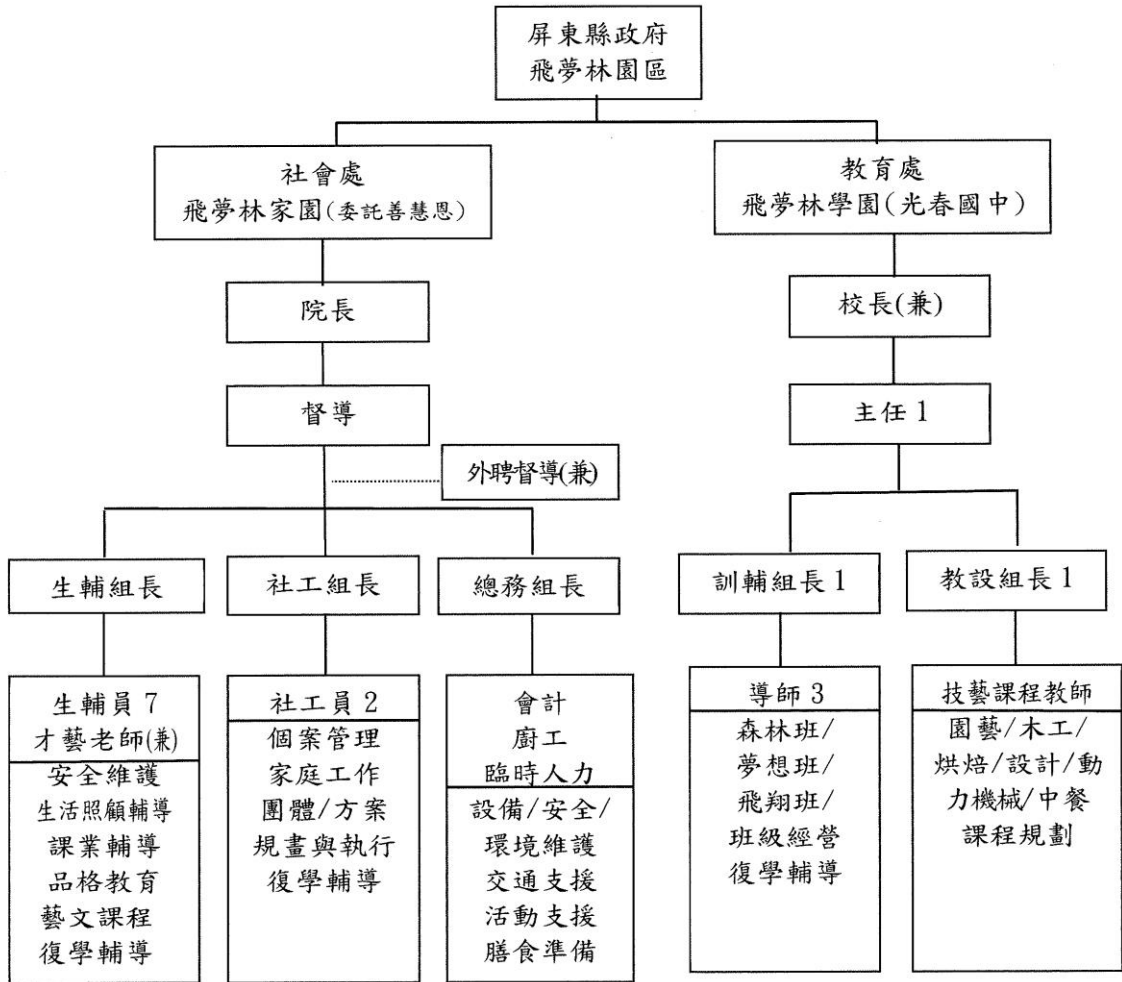 屏東縣政府
飛夢林園區
社會處
飛夢林家園(委託善慧恩)
教育處
飛夢林學園(光春國中)
院長
校長(兼)
督導
主任1
外聘督導(兼)
生輔組長
社工組長
總務組長
訓輔組長1
教設組長1
生輔員7
才藝老師(兼)
安全維護
生活照顧輔導
課業輔導
品格教育
藝文課程
復學輔導
社工員2
個案管理
家庭工作
團體/方案
規畫與執行
復學輔導
會計
廚工
臨時人力
設備/安全/
環境維護
交通支援
活動支援
膳食準備
導師3
森林班/
夢想班/
飛翔班/
班級經營
復學輔導
技藝課程教師
園藝/木工/
烘焙/設計/動
力機械/中餐
課程規劃